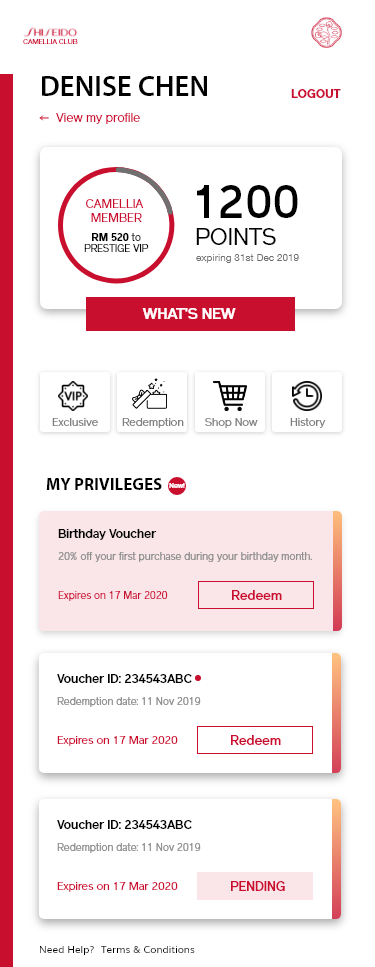 SHISEIDO
CAMELLIA CLUB
DENISE CHEN
LOGOUT
← View my profile
CAMELLIA
MEMBER
RM 520 to
PRESTIGE VIP
1200
POINTS
expiring 31st Dec 2019
WHAT'S NEW
VIP
Exclusive
Redemption
Shop Now
History
MY PRIVILEGES
New!
Birthday Voucher
20% off your first purchase during your birthday month.
Expires on 17 Mar 2020
Redeem
Voucher ID: 234543ABC
Redemption date: 11 Nov 2019
Expires on 17 Mar 2020
Redeem
Voucher ID: 234543ABC
Redemption date: 11 Nov 2019
Expires on 17 Mar 2020
PENDING
Need Help? Terms & Conditions